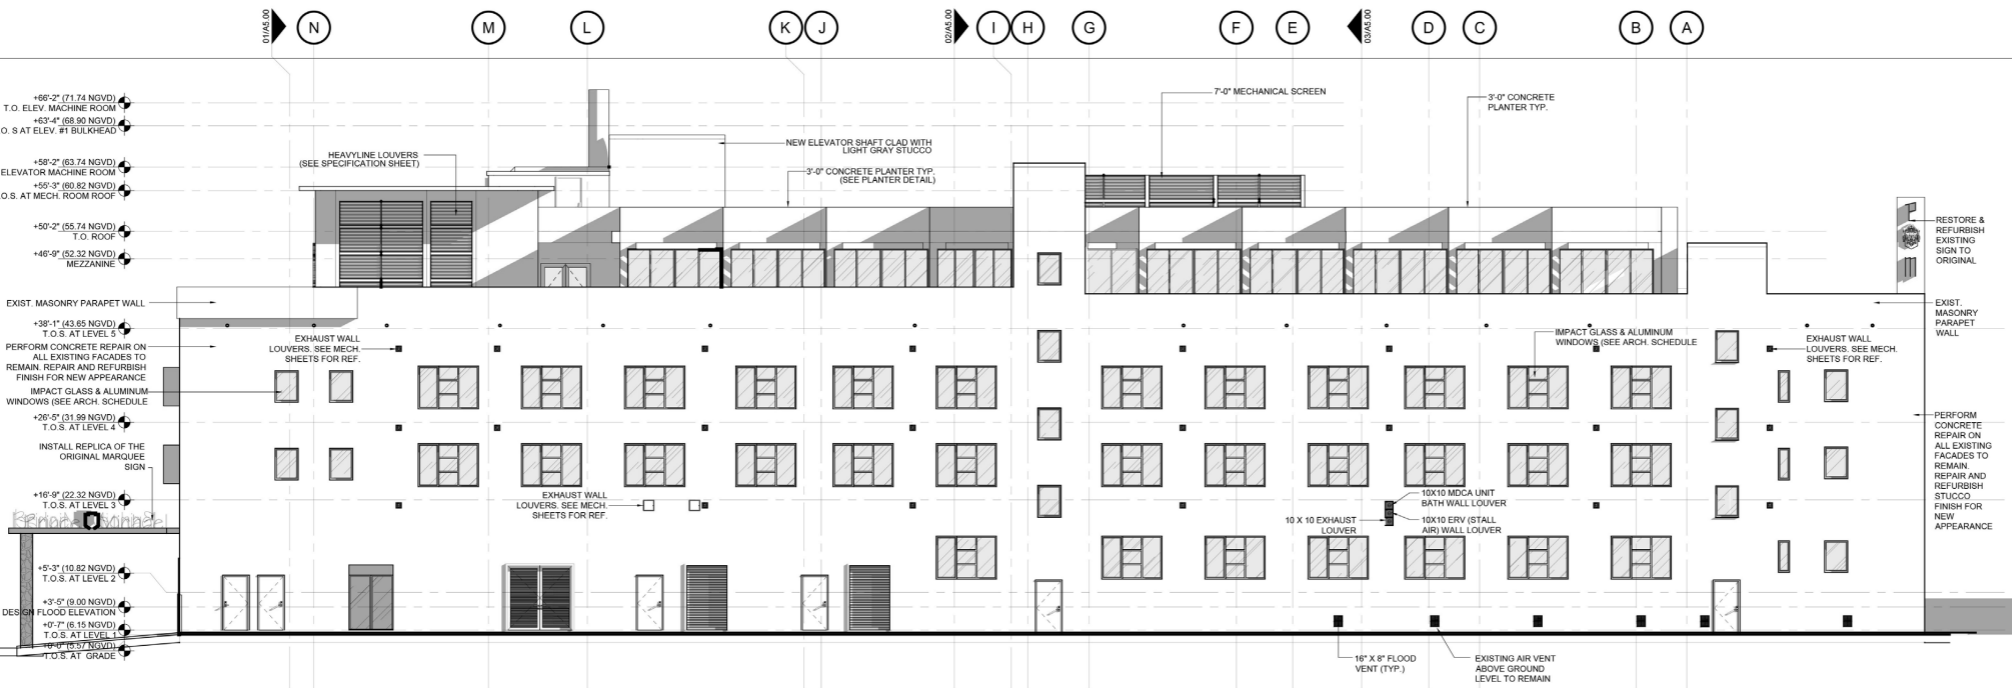 01/A5.00
N
M
L
K
J
02/A5.00
I
H
G
F
E
03/A5.00
D
C
B
A
+66'-2" (71.74 NGVD)
T.O. ELEV. MACHINE ROOM
+63'-4" (68.90 NGVD)
O. S AT ELEV. #1 BULKHEAD
+58'-2" (63.74 NGVD)
ELEVATOR MACHINE ROOM
+55'-3" (60.82 NGVD)
O.S. AT MECH. ROOM ROOF
+50'-2" (55.74 NGVD)
T.O. ROOF
+46'-9" (52.32 NGVD)
MEZZANINE
EXIST. MASONRY PARAPET WALL
+38'-1" (43.65 NGVD)
T.O.S. AT LEVEL 5
PERFORM CONCRETE REPAIR ON
ALL EXISTING FACADES TO
REMAIN. REPAIR AND REFURBISH
FINISH FOR NEW APPEARANCE
IMPACT GLASS & ALUMINUM
WINDOWS (SEE ARCH. SCHEDULE
+26'-5" (31.99 NGVD)
T.O.S. AT LEVEL 4
INSTALL REPLICA OF THE
ORIGINAL MARQUEE
SIGN
+16'-9" (22.32 NGVD)
T.O.S. AT LEVEL 3
+5'-3" (10.82 NGVD)
T.O.S. AT LEVEL 2
+3'-5" (9.00 NGVD)
DESIGN FLOOD ELEVATION
+0'-7" (6.15 NGVD)
T.O.S. AT LEVEL 1
+0'-0" (5.57 NGVD)
T.O.S. AT GRADE
HEAVYLINE LOUVERS
(SEE SPECIFICATION SHEET)
NEW ELEVATOR SHAFT CLAD WITH
LIGHT GRAY STUCCO
3'-0" CONCRETE PLANTER TYP.
(SEE PLANTER DETAIL)
7'-0" MECHANICAL SCREEN
3'-0" CONCRETE
PLANTER TYP.
RESTORE &
REFURBISH
EXISTING
SIGN TO
ORIGINAL
EXIST.
MASONRY
PARAPET
WALL
EXHAUST WALL
LOUVERS. SEE MECH.
SHEETS FOR REF.
IMPACT GLASS & ALUMINUM
WINDOWS (SEE ARCH. SCHEDULE
EXHAUST WALL
LOUVERS. SEE MECH.
SHEETS FOR REF.
PERFORM
CONCRETE
REPAIR ON
ALL EXISTING
FACADES TO
REMAIN.
REPAIR AND
REFURBISH
STUCCO
FINISH FOR
NEW
APPEARANCE
EXHAUST WALL
LOUVERS. SEE MECH.
SHEETS FOR REF.
10X10 MDCA UNIT
BATH WALL LOUVER
10 X 10 EXHAUST
LOUVER
10X10 ERV (STALL
AIR) WALL LOUVER
16" X 8" FLOOD
VENT (TYP.)
EXISTING AIR VENT
ABOVE GROUND
LEVEL TO REMAIN